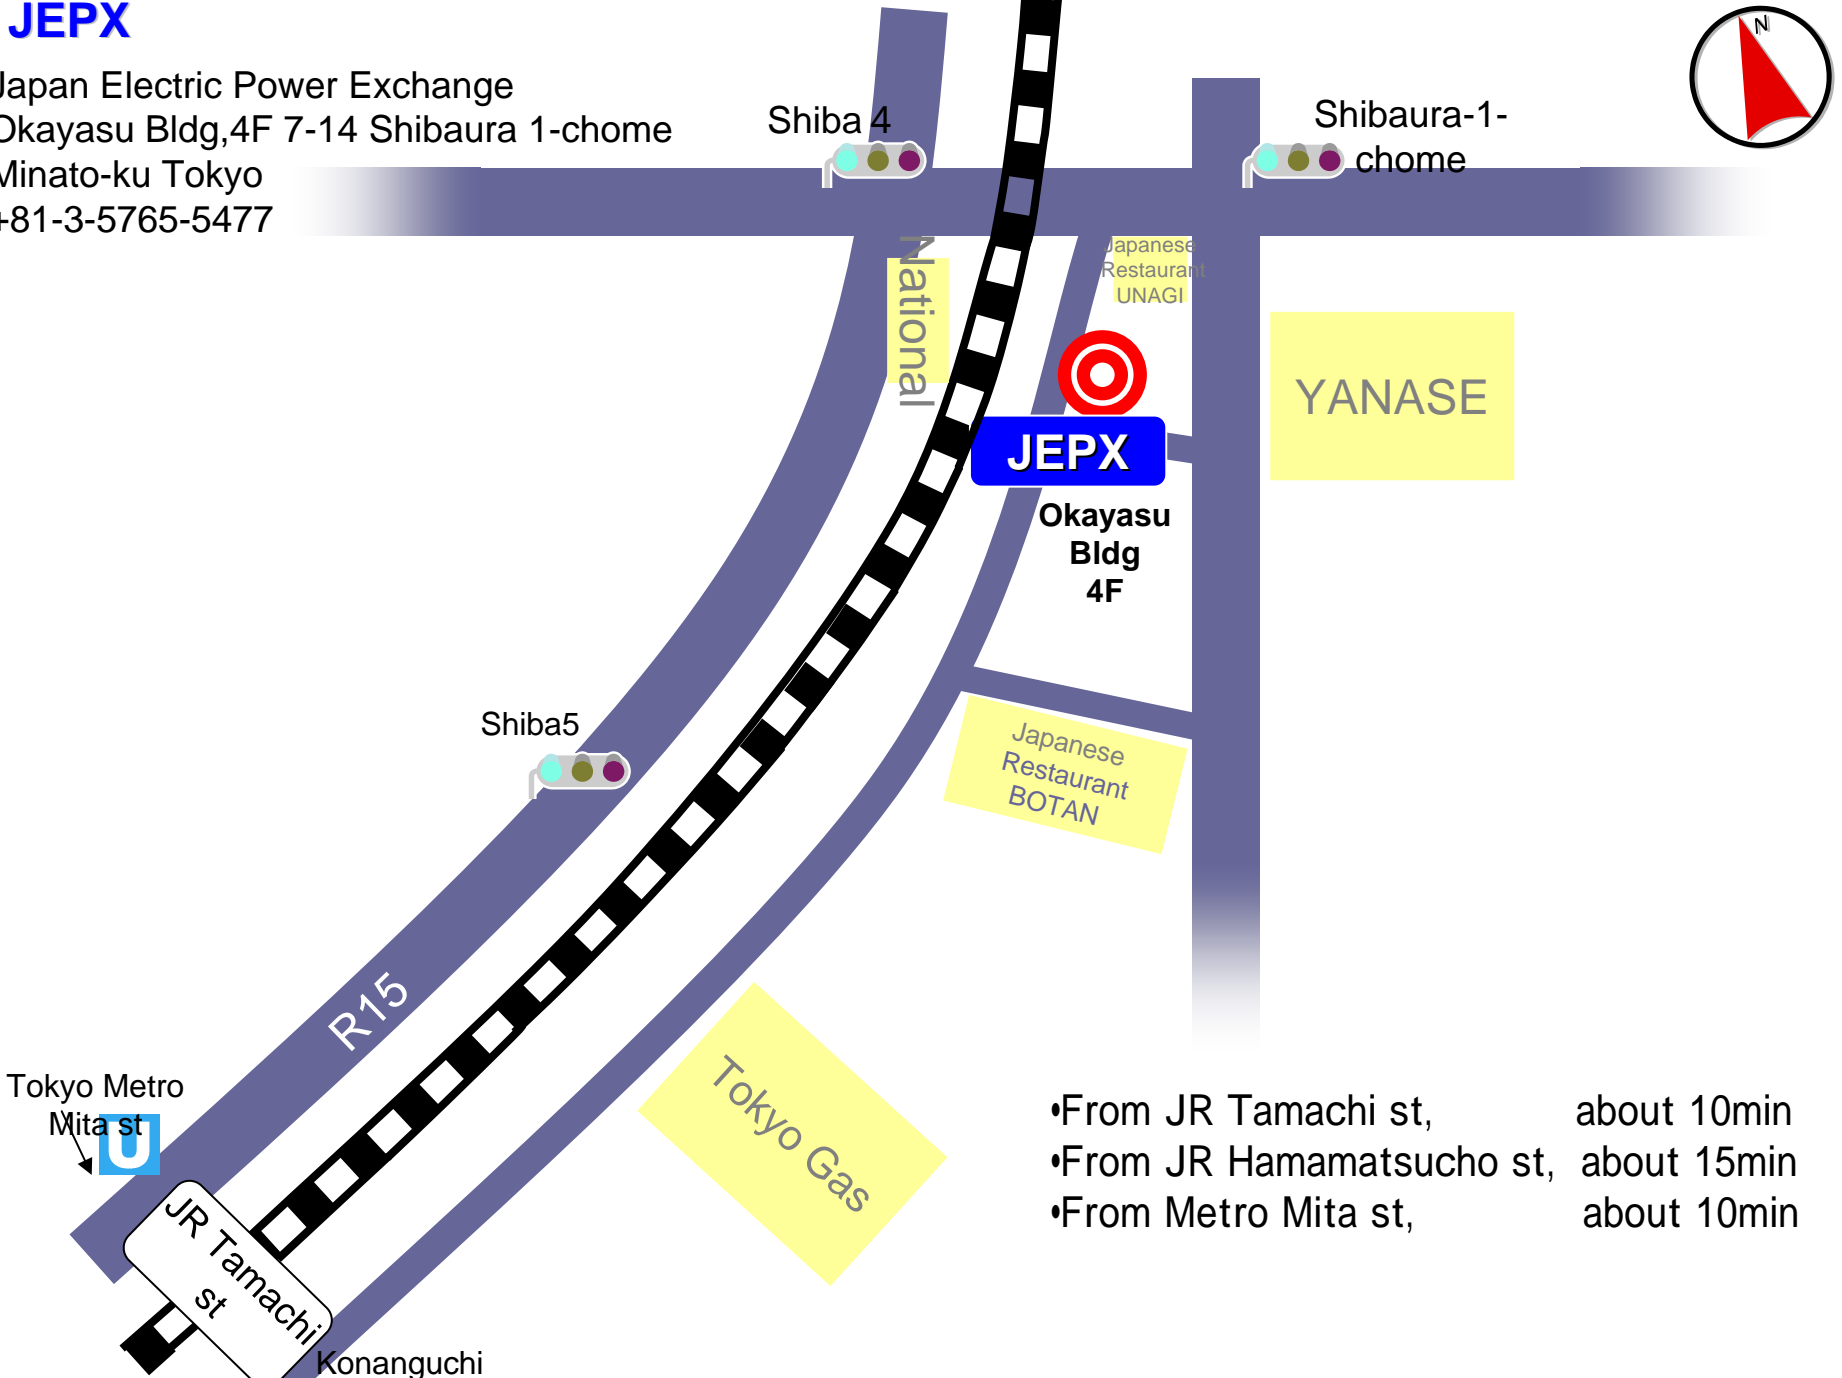 JEPX
Japan Electric Power Exchange
Okayasu Bldg,4F 7-14 Shibaura 1-chome
Minato-ku Tokyo
+81-3-5765-5477
N
Shiba 4
Shibaura-1-
chome
National
Japanese
Restaurant
UNAGI
YANASE
JEPX
Okayasu
Bldg
4F
Shiba5
Japanese
Restaurant
BOTAN
R15
Tokyo Gas
Tokyo Metro
Mita st
U
JR Tamachi
st
Konanguchi
•From JR Tamachi st, about 10min
•From JR Hamamatsucho st, about 15min
•From Metro Mita st, about 10min